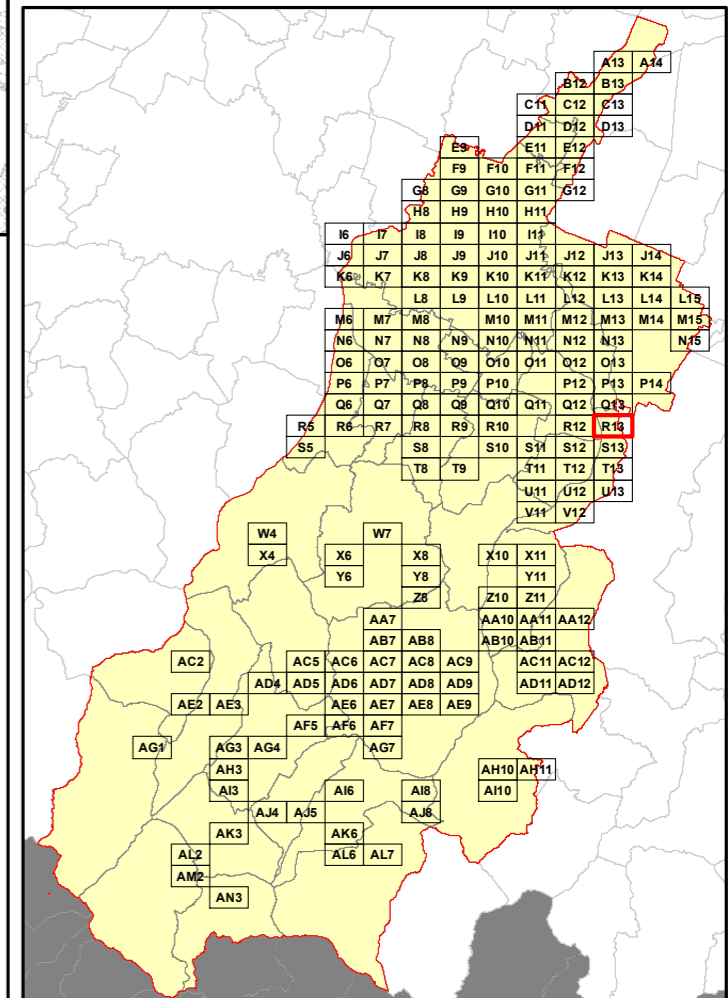 A13 A14
B12 B13
C11 C12 C13
D11 D12 D13
E9 E11 E12
F9 F10 F11 F12
G8 G9 G10 G11 G12
H8 H9 H10 H11
I6 I7 I8 I9 I10 I11
J6 J7 J8 J9 J10 J11 J12 J13 J14
K6 K7 K8 K9 K10 K11 K12 K13 K14
L8 L9 L10 L11 L12 L13 L14 L15
M6 M7 M8 M10 M11 M12 M13 M14 M15
N6 N7 N8 N9 N10 N11 N12 N13 N15
O6 O7 O8 O9 O10 O11 O12 O13
P6 P7 P8 P9 P10 P12 P13 P14
Q6 Q7 Q8 Q9 Q10 Q11 Q12 Q13
R5 R6 R7 R8 R9 R10 R12 R13
S5 S8 S10 S11 S12 S13
T8 T9 T11 T12 T13
U11 U12 U13
V11 V12
W4 W7
X4 X6 X8 X10 X11
Y6 Y8 Y11
Z8 Z10 Z11
AA7 AA10 AA11 AA12
AB7 AB8 AB10 AB11
AC2 AC5 AC6 AC7 AC8 AC9 AC11 AC12
AD4 AD5 AD6 AD7 AD8 AD9 AD11 AD12
AE2 AE3 AE6 AE7 AE8 AE9
AF5 AF6 AF7
AG1 AG3 AG4 AG7
AH3 AH10 AH11
AI3 AI6 AI8 AI10
AJ4 AJ5 AJ8
AK3 AK6
AL2 AL6 AL7
AM2
AN3